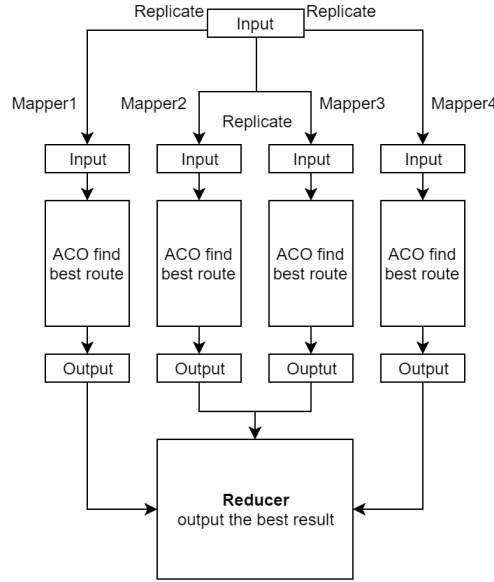 Replicate
Input
Replicate
Mapper1
Mapper2
Mapper3
Mapper4
Replicate
Input
Input
Input
Input
ACO find
best route
ACO find
best route
ACO find
best route
ACO find
best route
Output
Output
Ouptut
Output
Reducer
output the best result